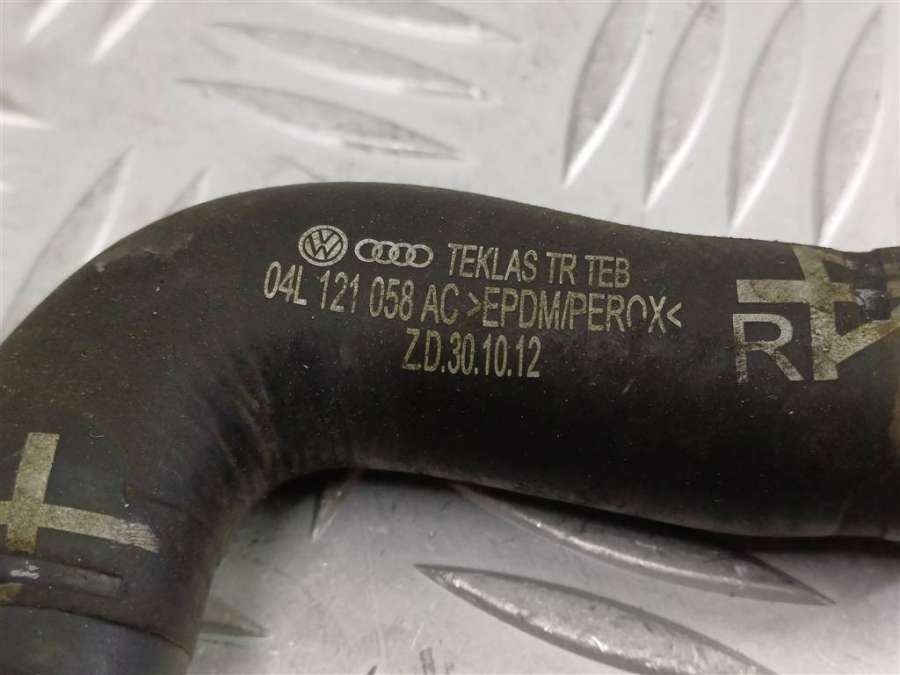 TEKLAS TR TEB
04L 121 058 AC >EPDM/PEROX<
Z.D.30.10.12
R